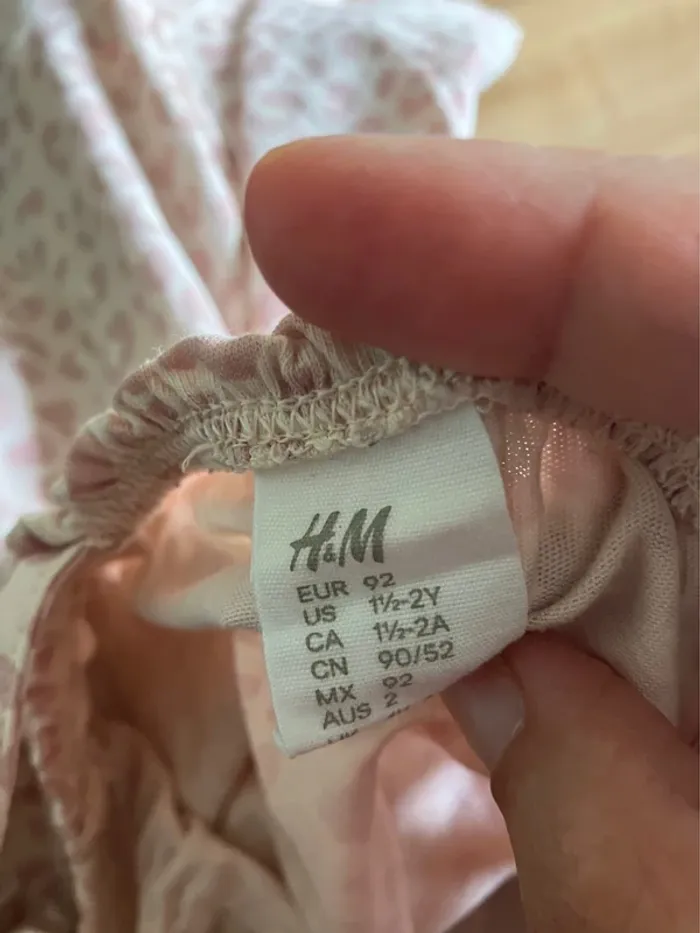 H&M
EUR 92
US 1½-2Y
CA 1½-2A
CN 90/52
MX 92
AUS 2